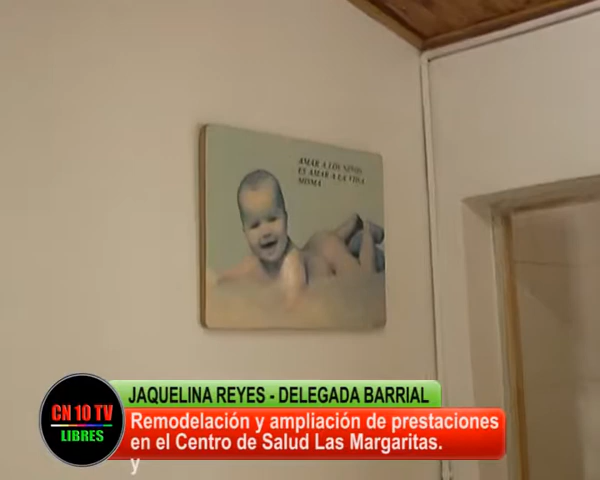 AMAR A LOS NIÑOS
ES AMAR A LA VIDA
MISMA
CN 10 TV
LIBRES
JAQUELINA REYES - DELEGADA BARRIAL
Remodelación y ampliación de prestaciones
en el Centro de Salud Las Margaritas.
y